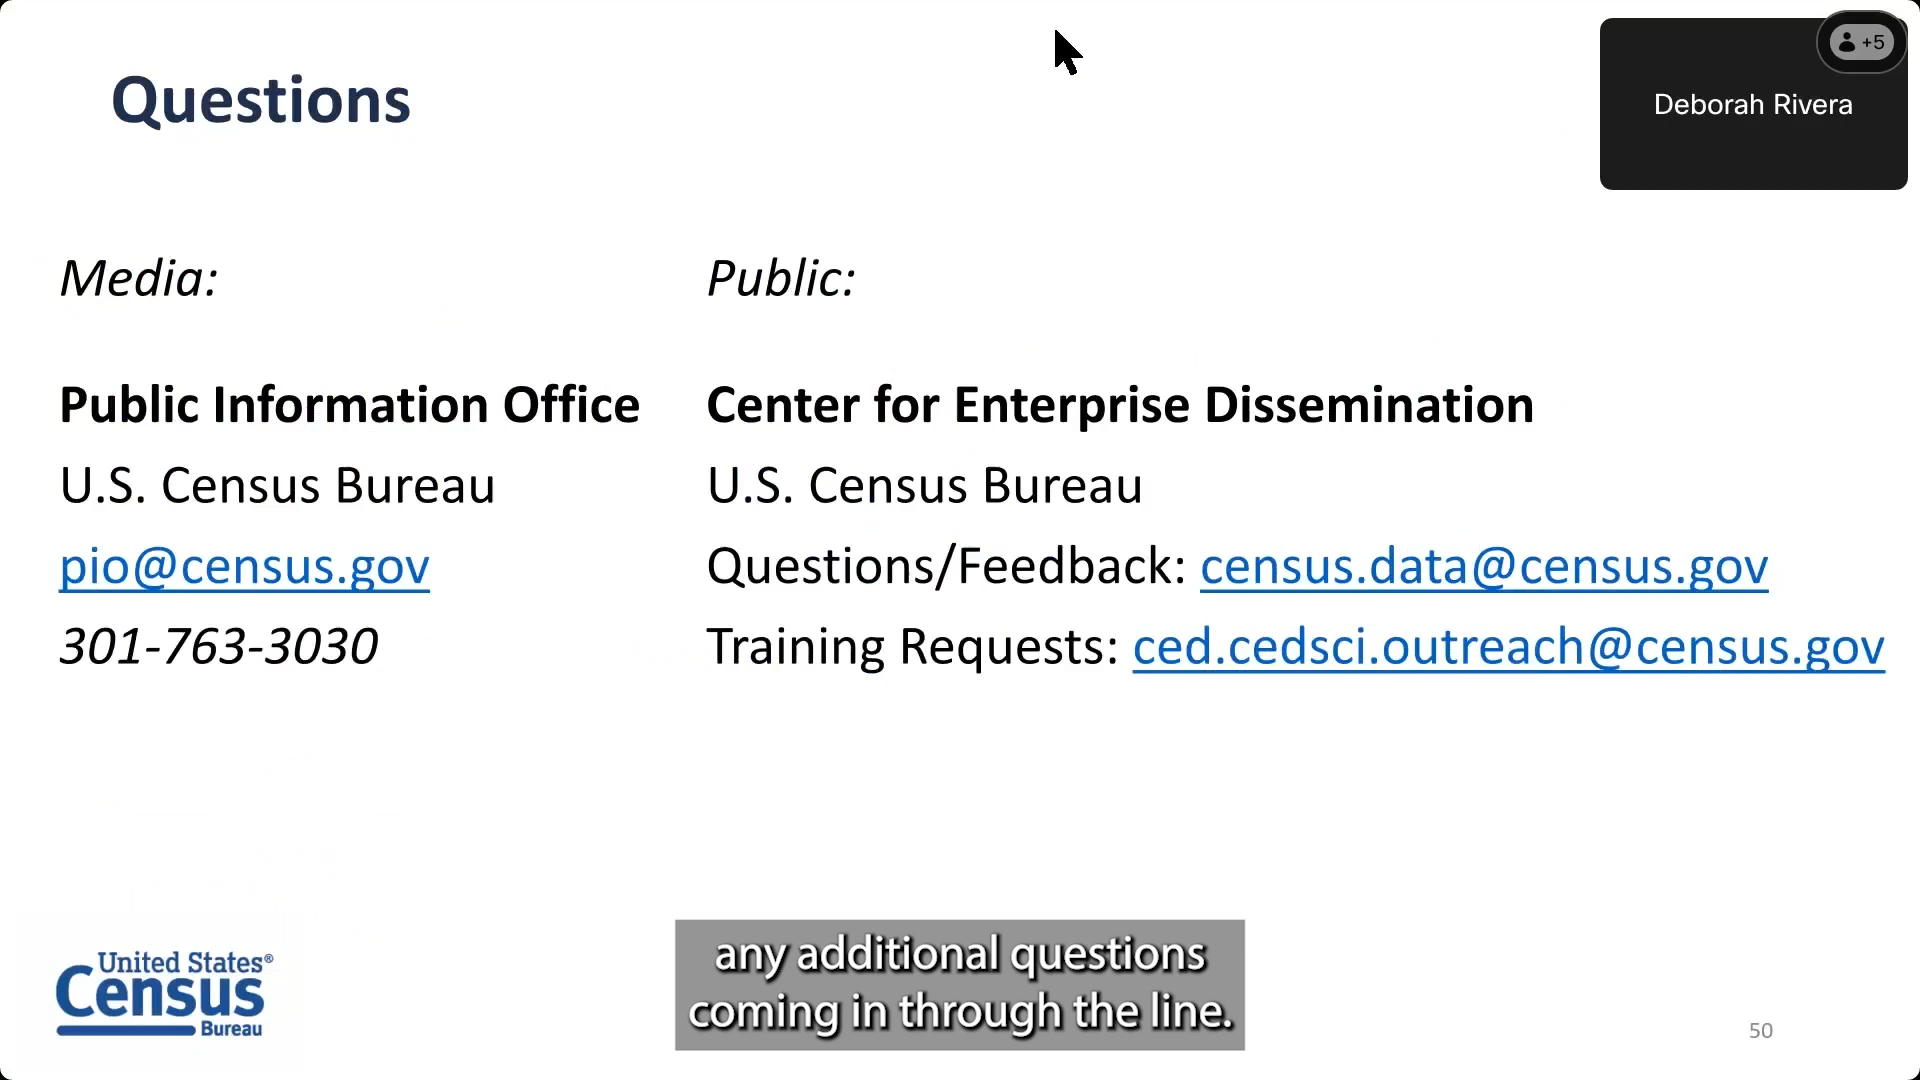 Questions
+5
Deborah Rivera
Media:
Public Information Office
U.S. Census Bureau
pio@census.gov
301-763-3030
Public:
Center for Enterprise Dissemination
U.S. Census Bureau
Questions/Feedback: census.data@census.gov
Training Requests: ced.cedsci.outreach@census.gov
United States®
Census
Bureau
any additional questions
coming in through the line.
50